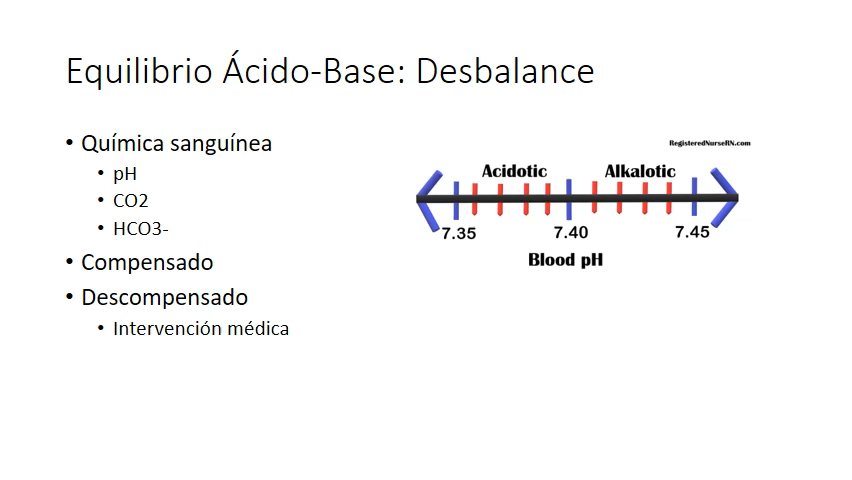 Equilibrio Ácido-Base: Desbalance
• Química sanguínea
• pH
• CO2
• HCO3-
• Compensado
• Descompensado
• Intervención médica
RegisteredNurseRN.com
Acidotic Alkalotic
7.35 7.40 7.45
Blood pH